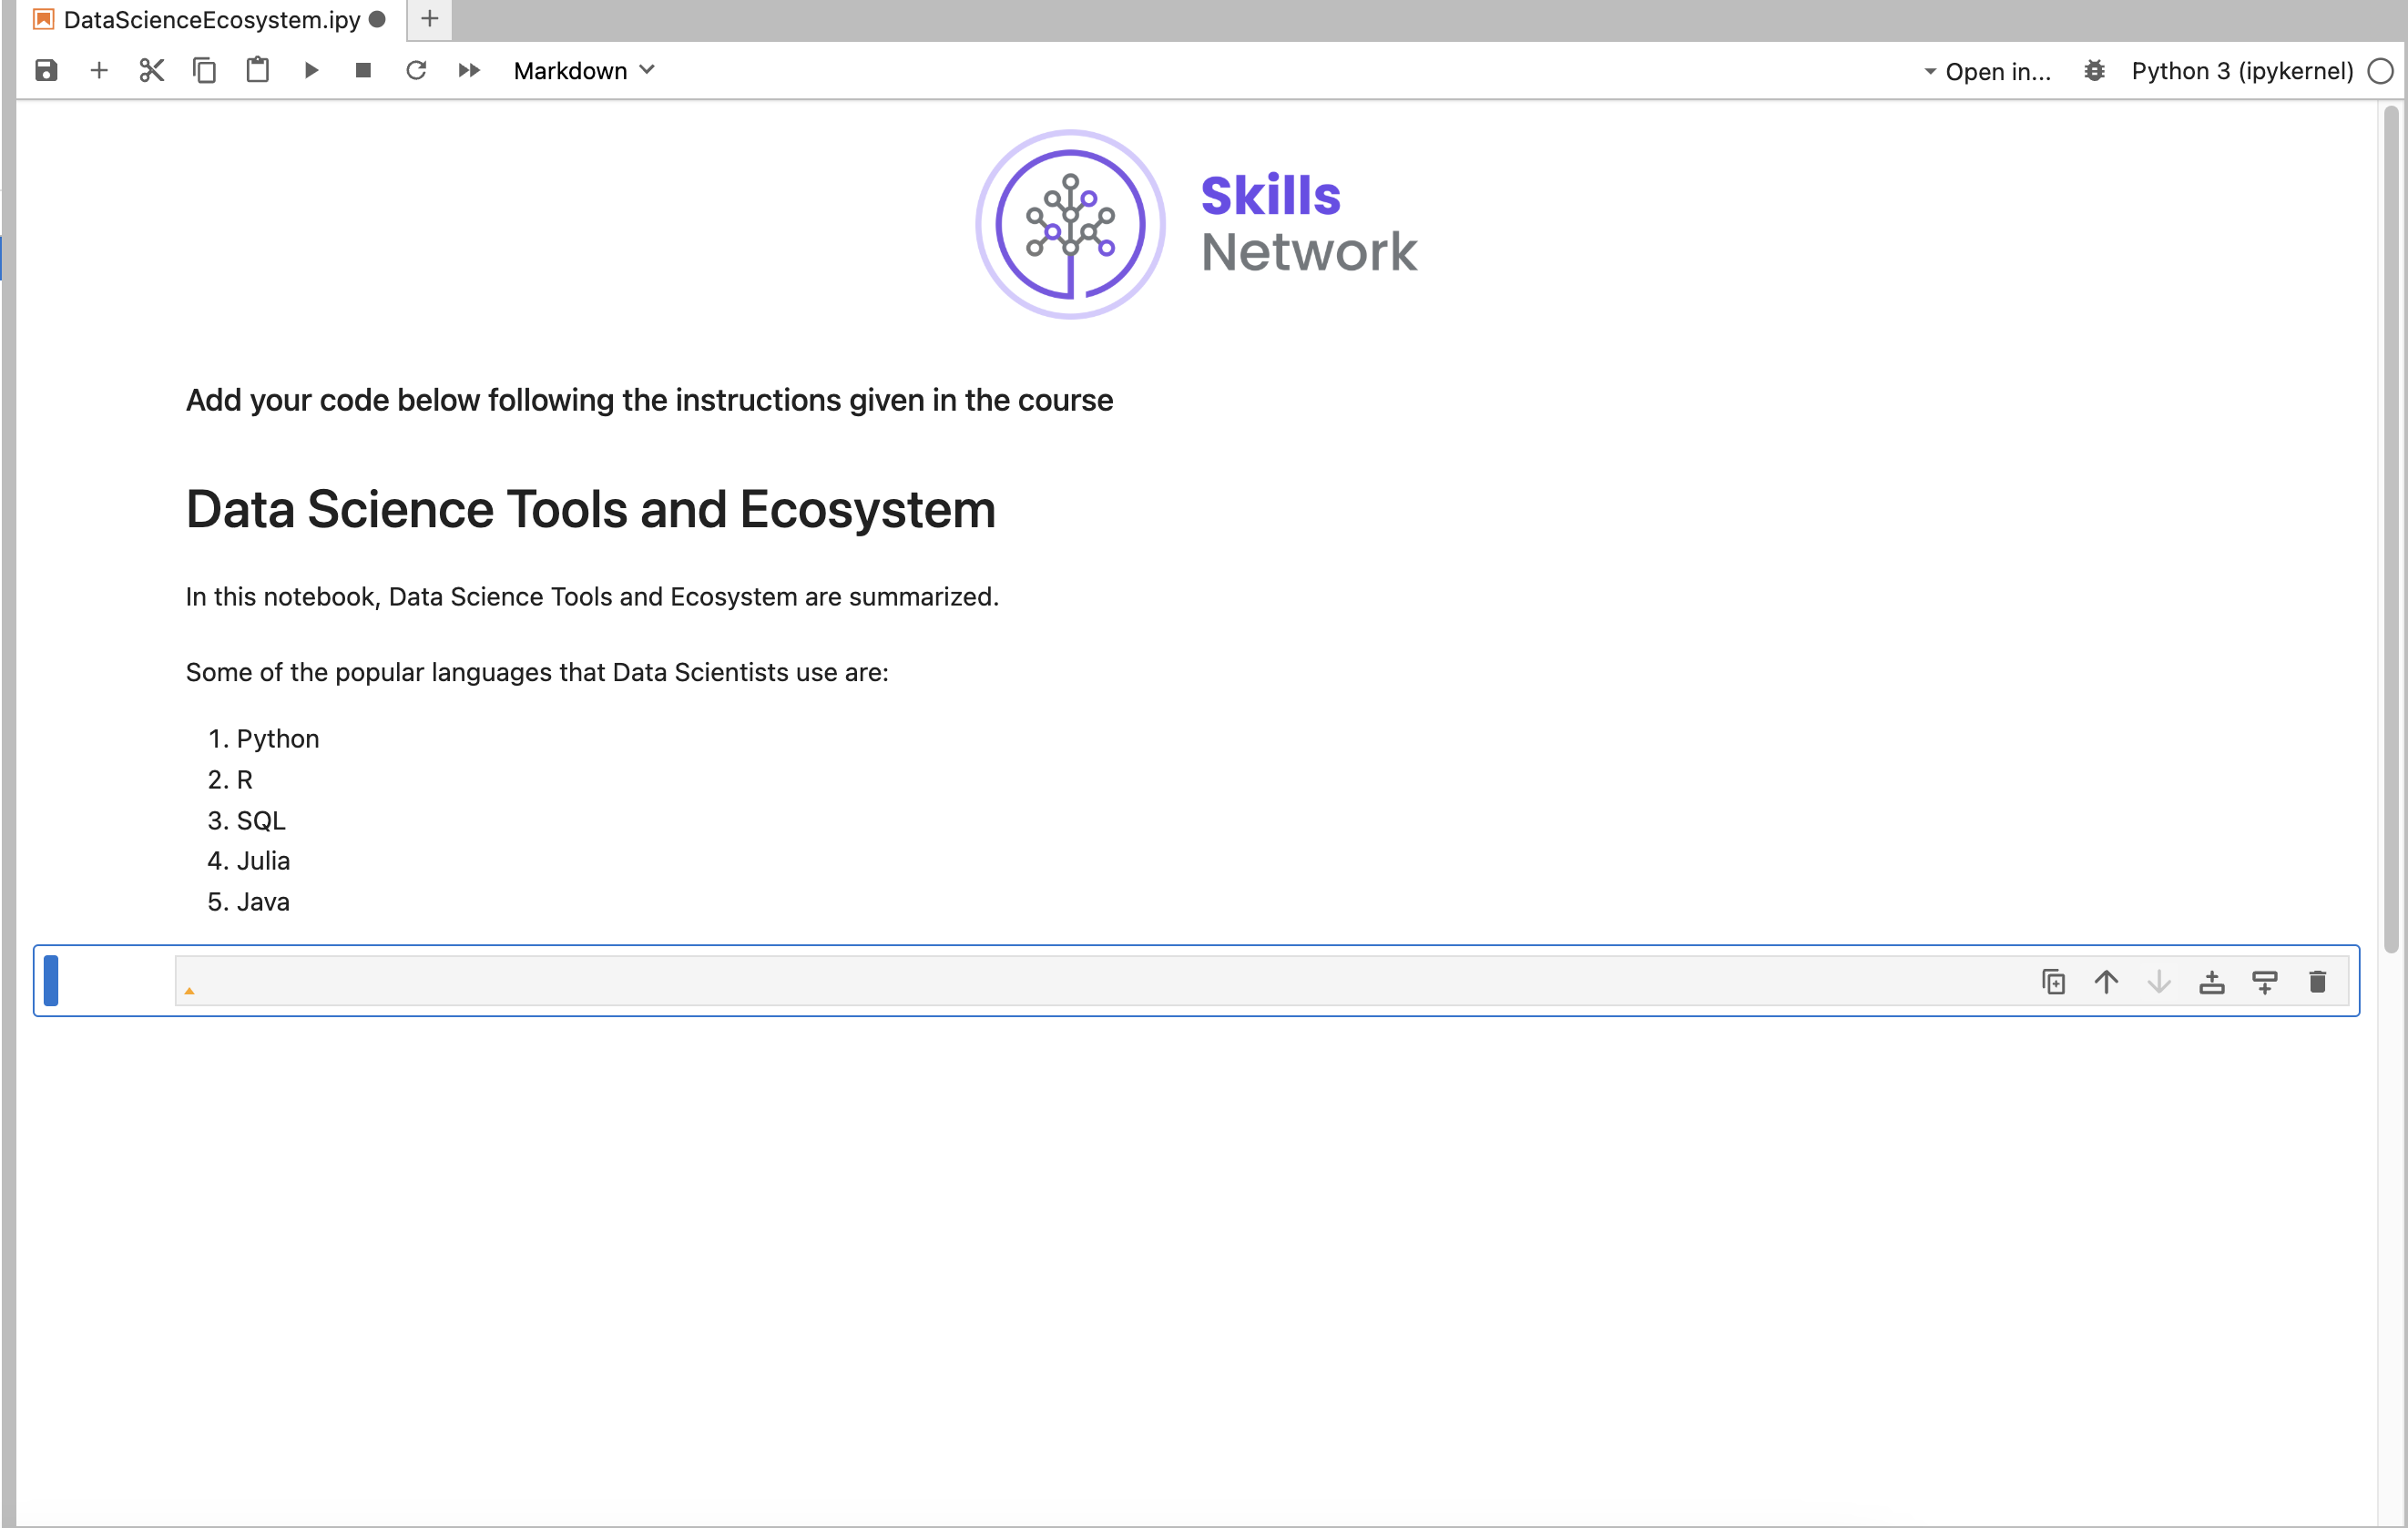 DataScienceEcosystem.ipy
Markdown
Open in...
Python 3 (ipykernel)
Skills
Network
Add your code below following the instructions given in the course
Data Science Tools and Ecosystem
In this notebook, Data Science Tools and Ecosystem are summarized.
Some of the popular languages that Data Scientists use are:
1. Python
2. R
3. SQL
4. Julia
5. Java